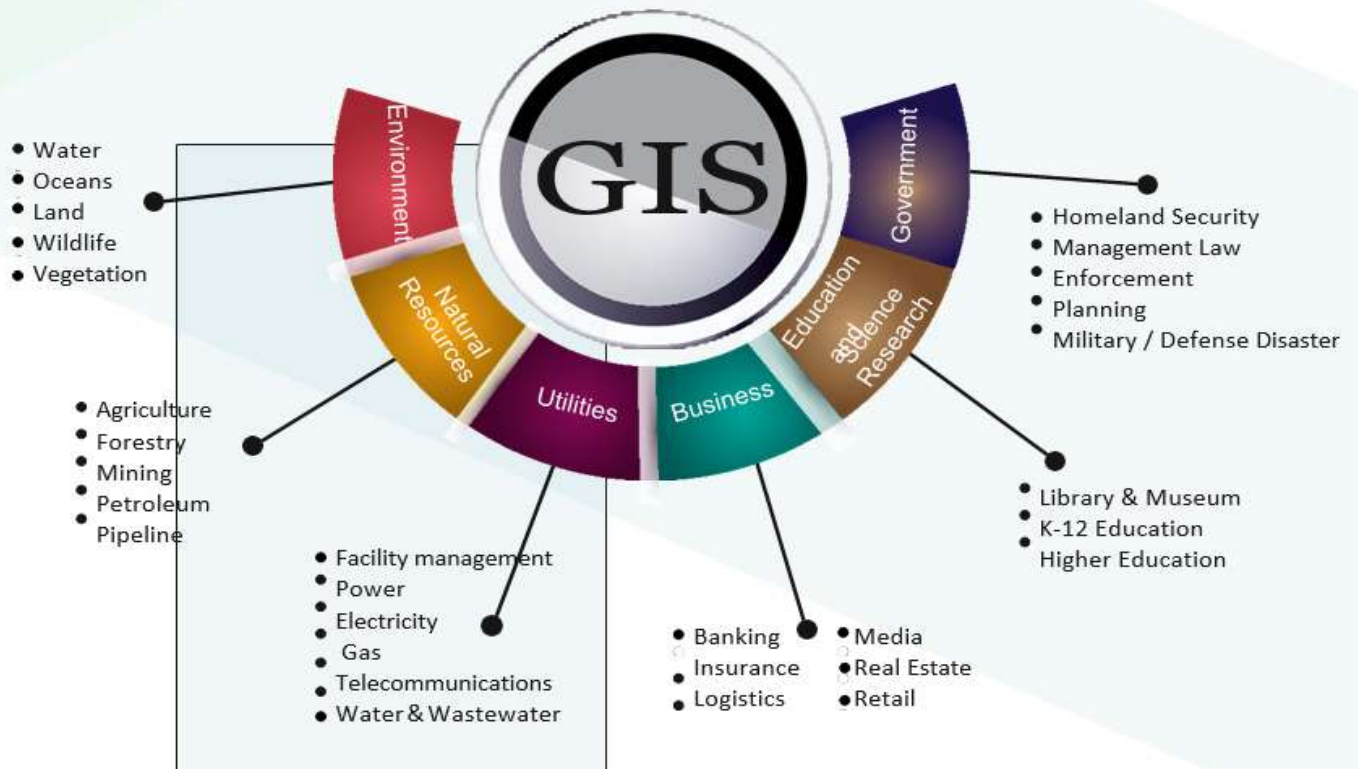 GIS
Environment
• Water
• Oceans
• Land
• Wildlife
• Vegetation
Natural
Resources
• Agriculture
• Forestry
• Mining
• Petroleum
• Pipeline
Utilities
• Facility management
• Power
• Electricity
• Gas
• Telecommunications
• Water & Wastewater
Business
• Banking
• Insurance
• Logistics
• Media
• Real Estate
• Retail
Education
and
Science
Research
• Library & Museum
• K-12 Education
• Higher Education
Government
• Homeland Security
• Management Law
• Enforcement
• Planning
• Military / Defense Disaster